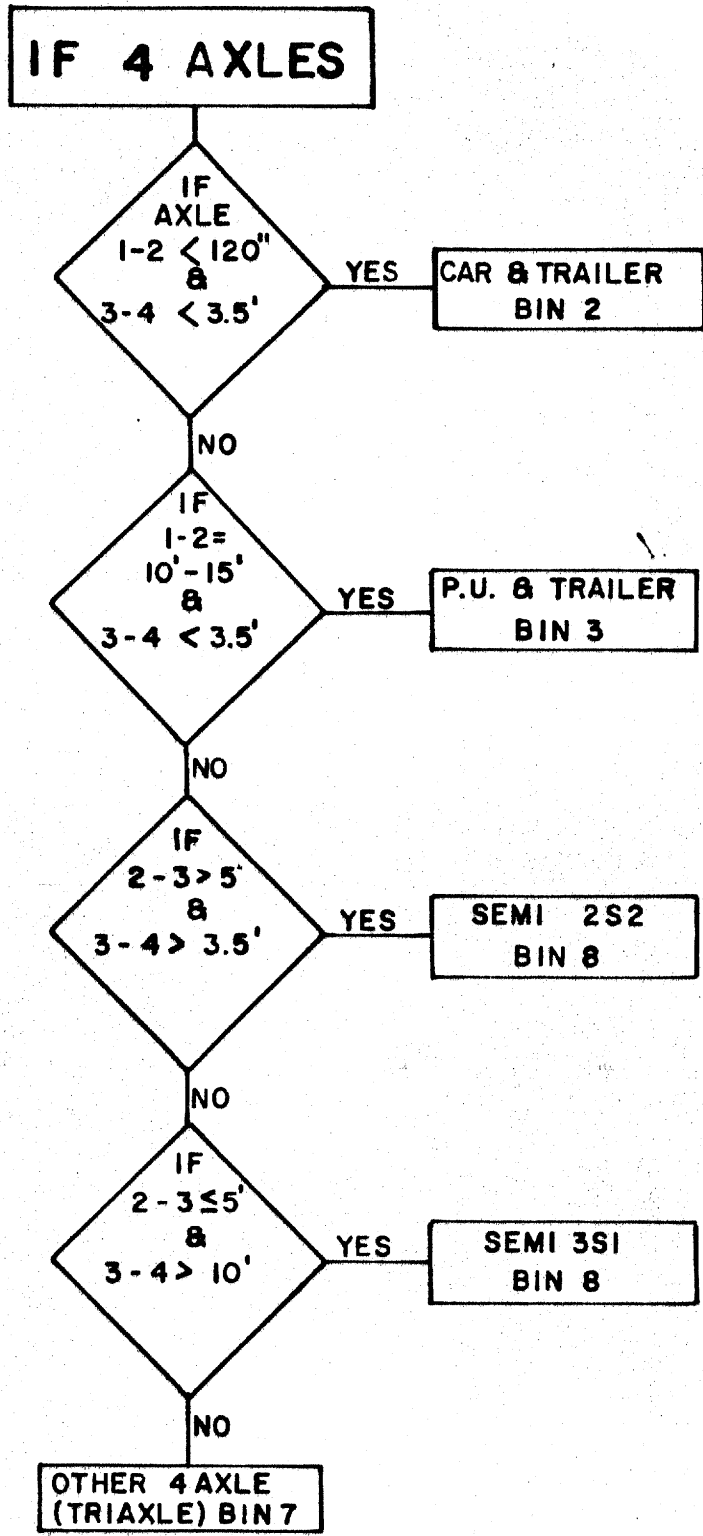 IF 4 AXLES
IF
AXLE
1-2 < 120"
&
3-4 < 3.5'
YES
CAR & TRAILER
BIN 2
NO
IF
1-2=
10'-15'
&
3-4 < 3.5'
YES
P.U. & TRAILER
BIN 3
NO
IF
2-3 > 5'
&
3-4 > 3.5'
YES
SEMI 2S2
BIN 8
NO
IF
2-3 ≤ 5'
&
3-4 > 10'
YES
SEMI 3S1
BIN 8
NO
OTHER 4 AXLE
(TRIAXLE) BIN 7